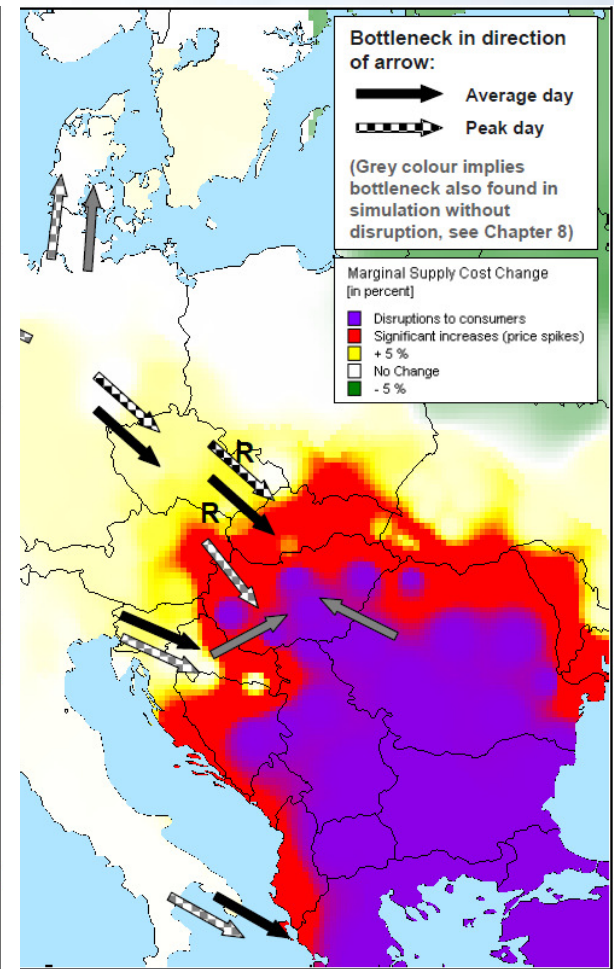 Bottleneck in direction
of arrow:
Average day
Peak day
(Grey colour implies
bottleneck also found in
simulation without
disruption, see Chapter 8)
Marginal Supply Cost Change
[in percent]
Disruptions to consumers
Significant increases (price spikes)
+ 5 %
No Change
- 5 %
R
R